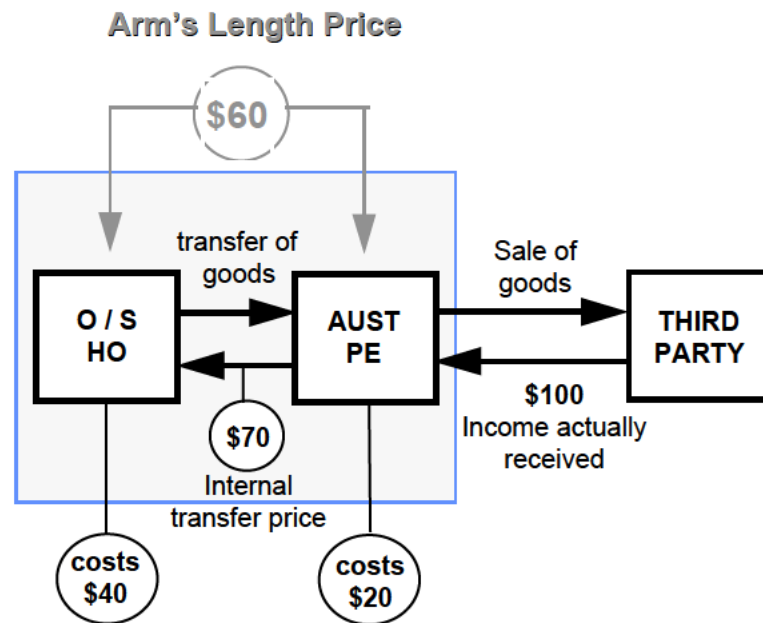 Arm's Length Price
$60
transfer of
goods
Sale of
goods
O / S
HO
AUST
PE
THIRD
PARTY
$70
Internal
transfer price
$100
Income actually
received
costs
$40
costs
$20